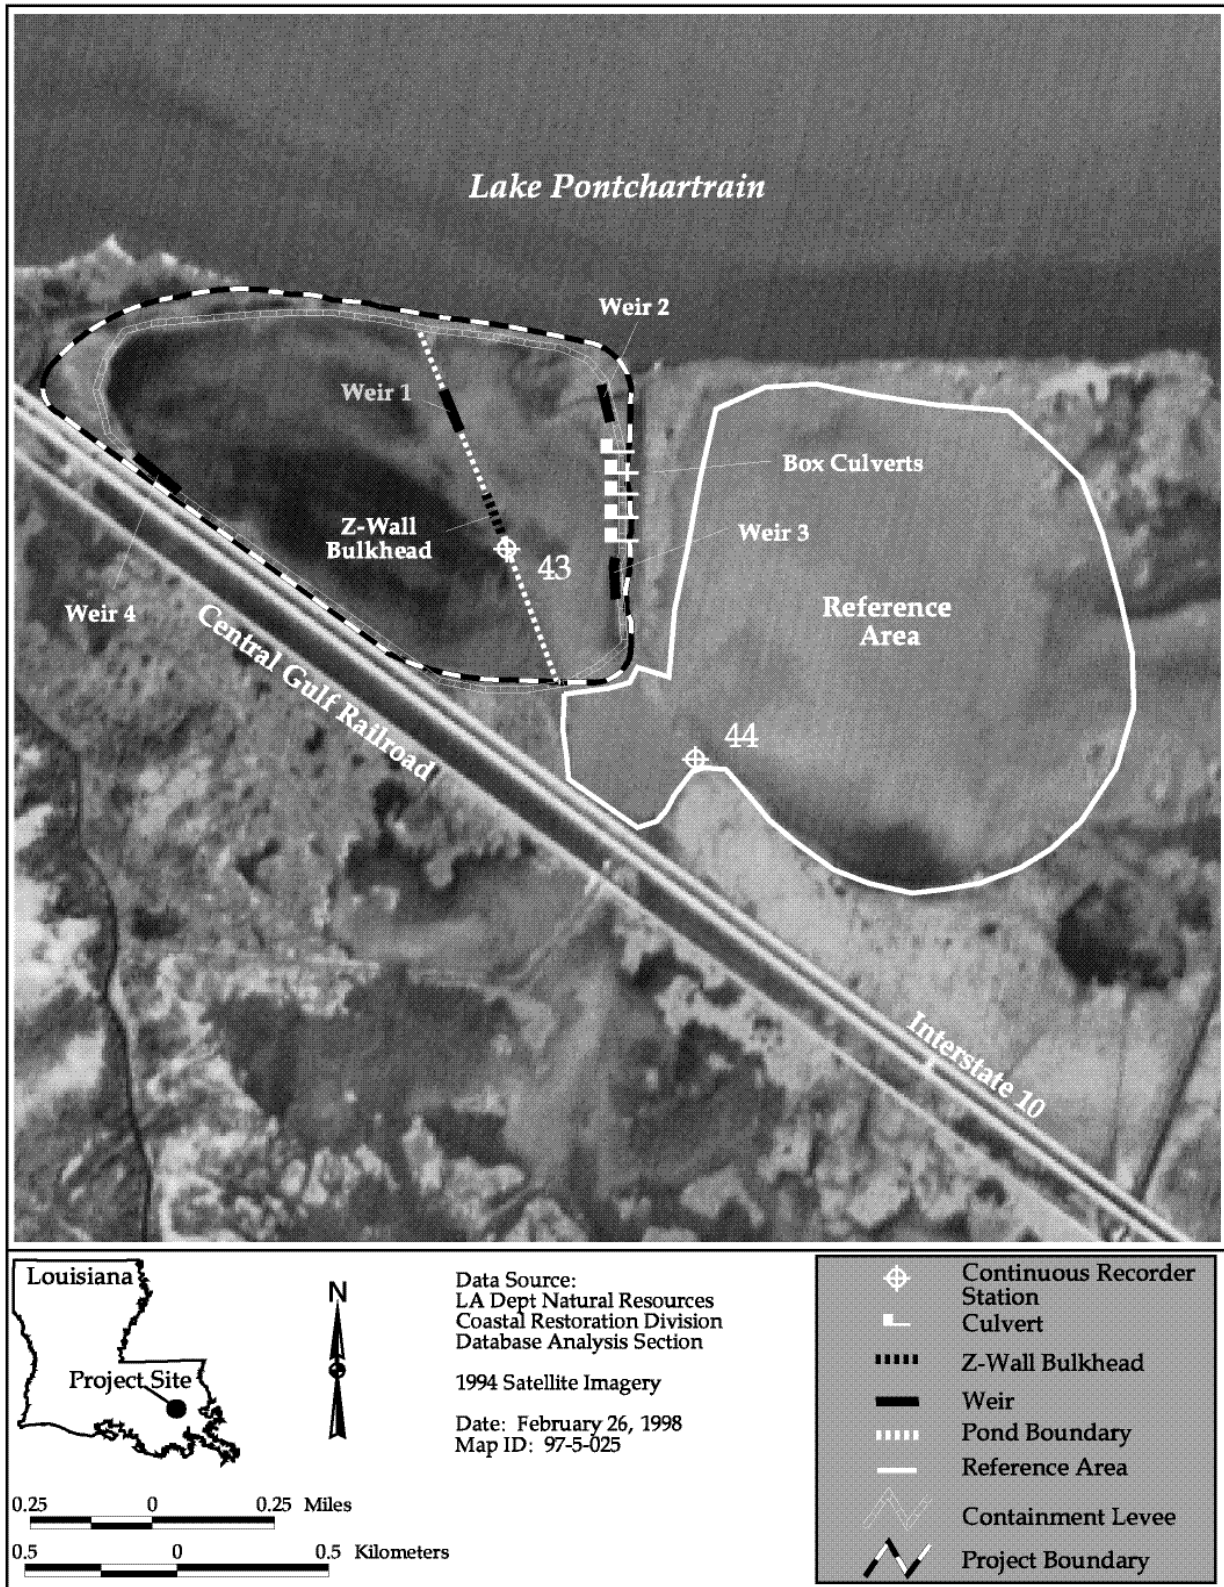 Lake Pontchartrain
Weir 2
Weir 1
Box Culverts
Z-Wall
Bulkhead
43
Weir 3
Weir 4
Reference
Area
Central Gulf Railroad
44
Interstate 10
Louisiana
Project Site
N
Data Source:
LA Dept Natural Resources
Coastal Restoration Division
Database Analysis Section
1994 Satellite Imagery
Date: February 26, 1998
Map ID: 97-5-025
0.25 0 0.25 Miles
0.5 0 0.5 Kilometers
Continuous Recorder
Station
Culvert
Z-Wall Bulkhead
Weir
Pond Boundary
Reference Area
Containment Levee
Project Boundary